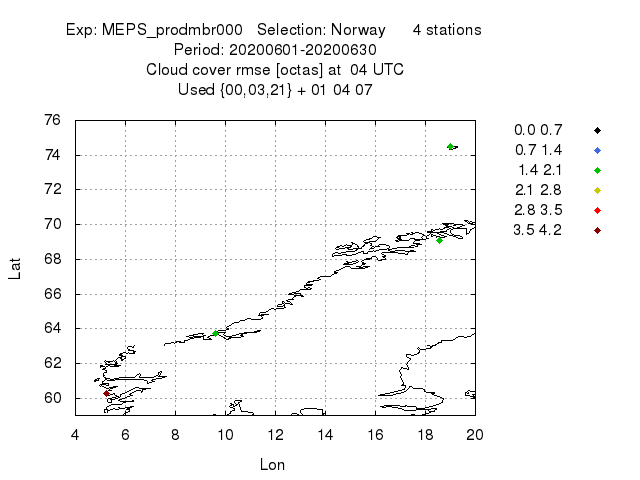 Exp: MEPS_prodmbr000   Selection: Norway      4 stations
Period: 20200601-20200630
Cloud cover rmse [octas] at  04 UTC
Used {00,03,21} + 01 04 07
76
74
72
70
68
66
64
62
60
Lat
4 6 8 10 12 14 16 18 20
Lon
0.0 0.7
0.7 1.4
1.4 2.1
2.1 2.8
2.8 3.5
3.5 4.2